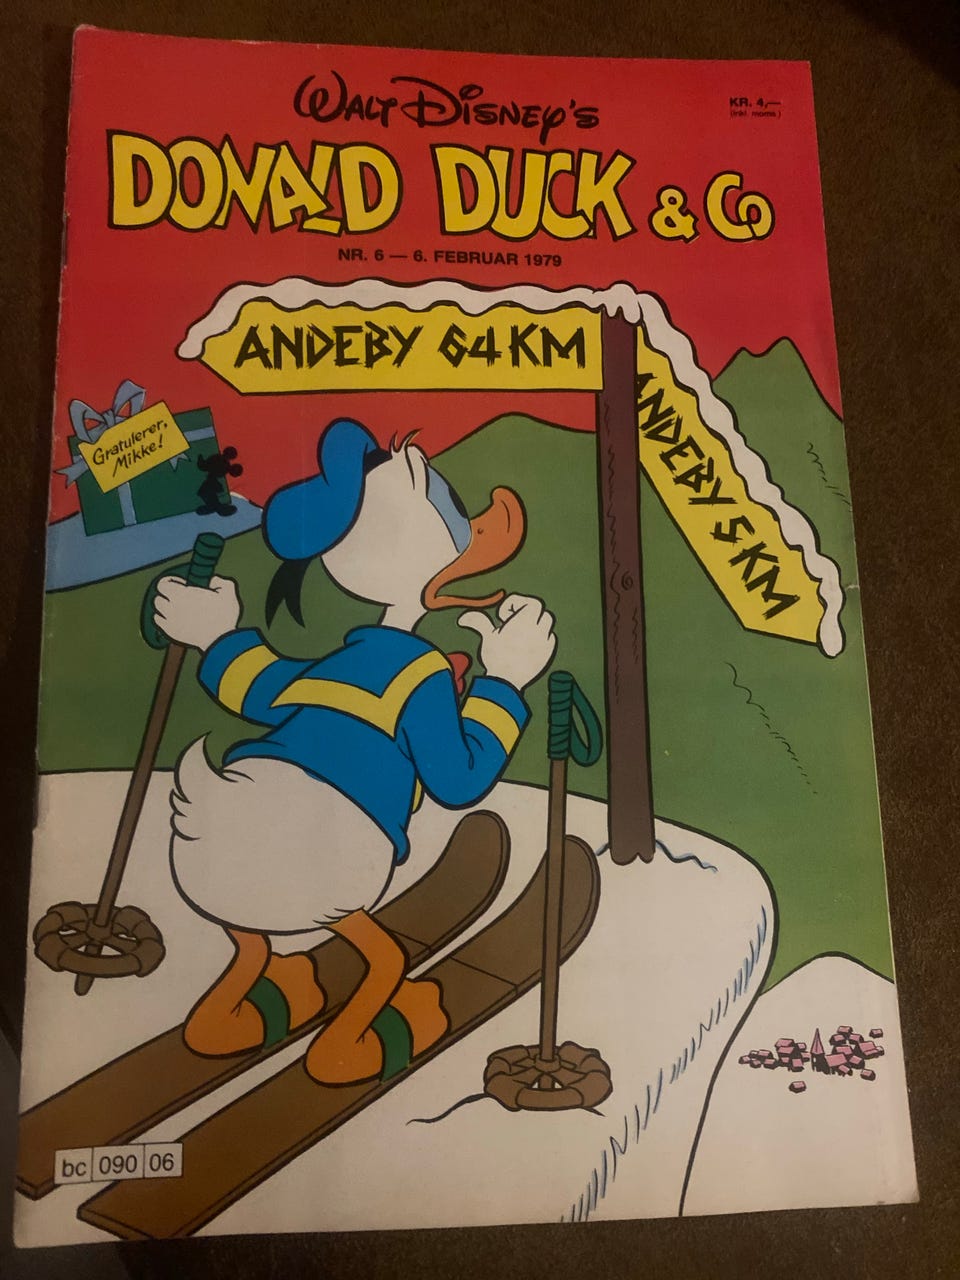 WALT DISNEY'S
KR. 4,—
(inkl. moms.)
DONALD DUCK & Co
NR. 6 — 6. FEBRUAR 1979
ANDEBY 64 KM
ANDEBY 5 KM
Gratulerer,
Mikke!
bc 090 06